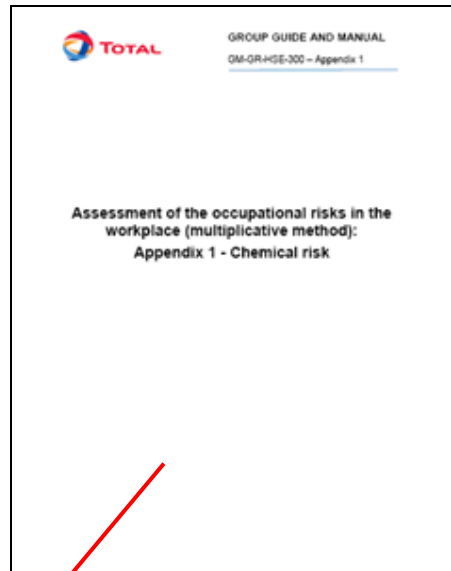 TOTAL
GROUP GUIDE AND MANUAL
GM-GR-HSE-300 – Appendix 1
Assessment of the occupational risks in the
workplace (multiplicative method):
Appendix 1 - Chemical risk